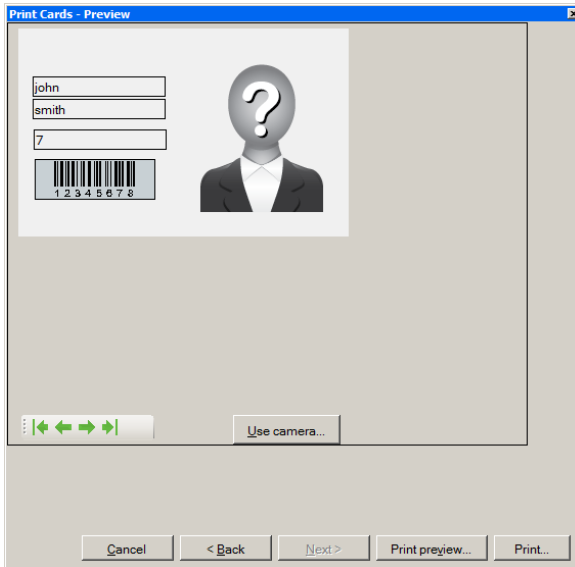 Print Cards - Preview
john
smith
7
12345678
?
Use camera...
Cancel
< Back
Next >
Print preview...
Print...